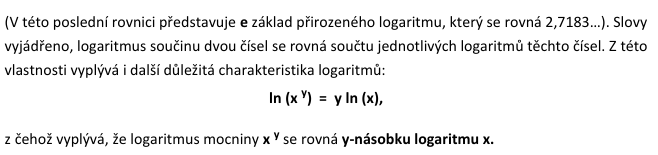 (V této poslední rovnici představuje e základ přirozeného logaritmu, který se rovná 2,7183…). Slovy
vyjádřeno, logaritmus součinu dvou čísel se rovná součtu jednotlivých logaritmů těchto čísel. Z této
vlastnosti vyplývá i další důležitá charakteristika logaritmů:
ln (x ʸ) = y ln (x),
z čehož vyplývá, že logaritmus mocniny x ʸ se rovná y-násobku logaritmu x.